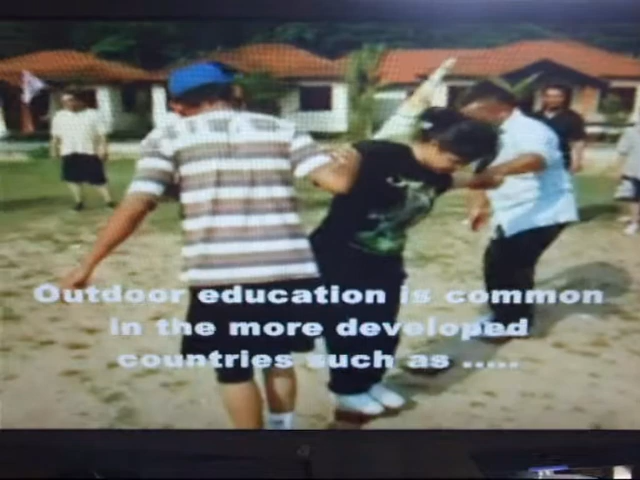 Outdoor education is common
in the more developed
countries such as .....